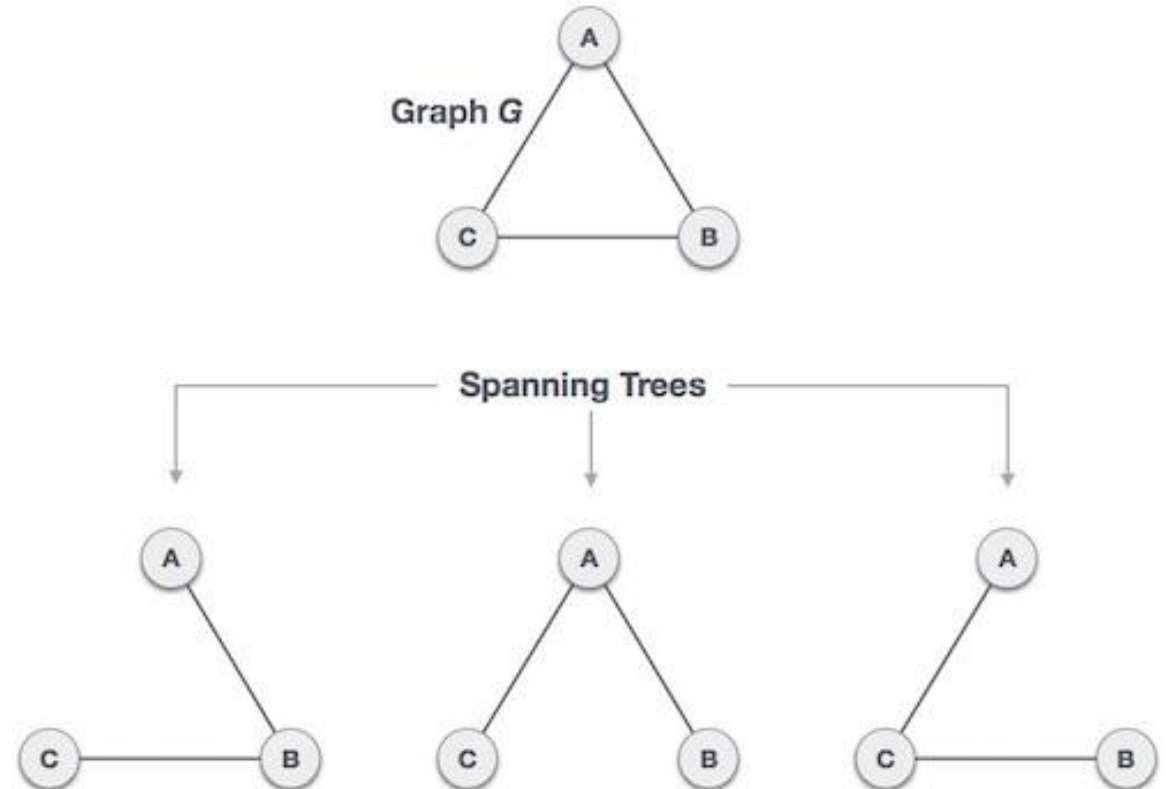 A
Graph G
C B
Spanning Trees
A A A
C B C B C B